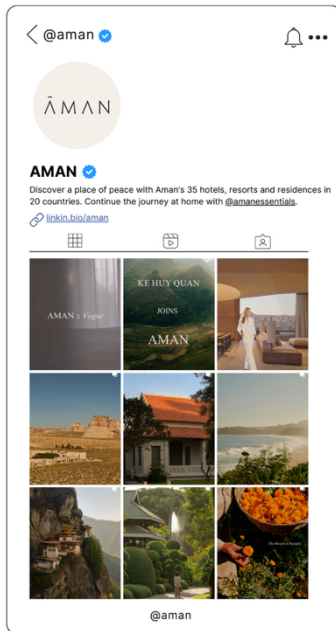 @aman
ĀMAN
AMAN
Discover a place of peace with Aman's 35 hotels, resorts and residences in
20 countries. Continue the journey at home with @amanessentials.
linkin.bio/aman
AMAN x Vogue
KE HUY QUAN
JOINS
AMAN
@aman